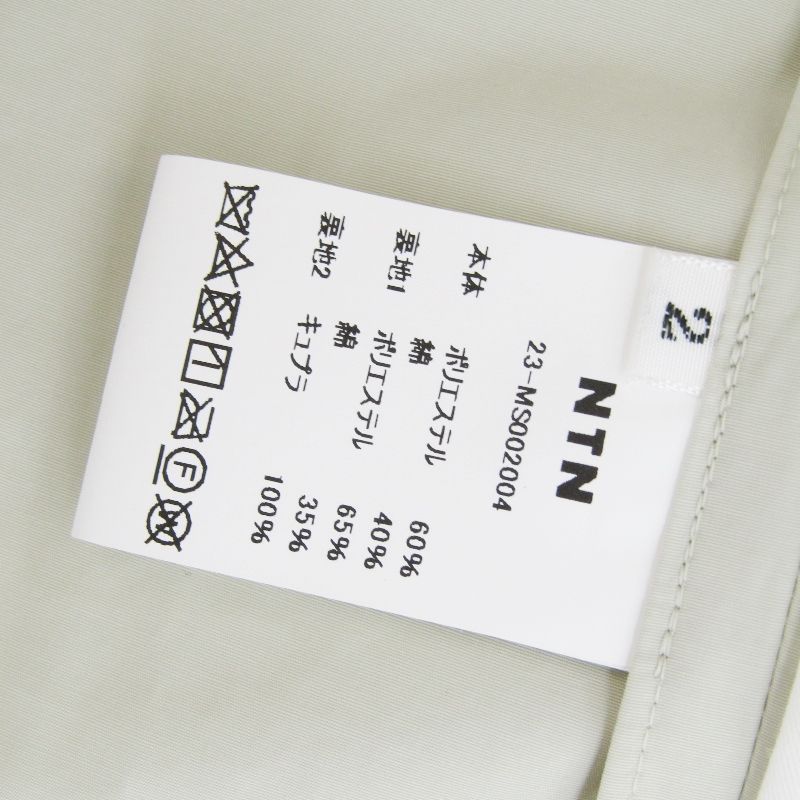 2
NTN
23-MS002004
本体 ポリエステル 60%
綿 40%
裏地1 ポリエステル 65%
綿 35%
裏地2 キュプラ 100%
F
W